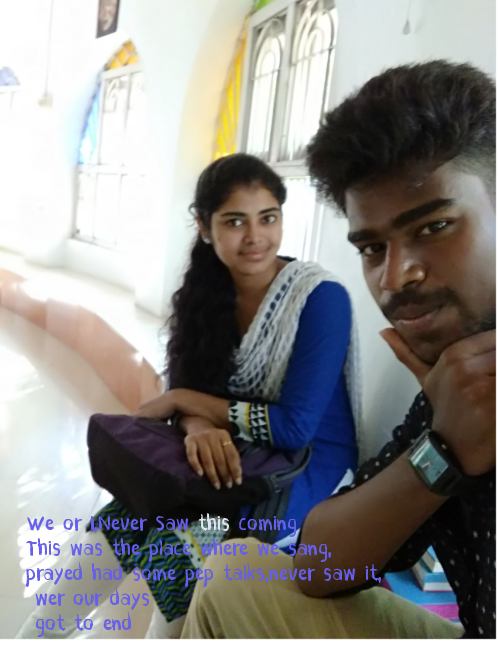 We or I,Never Saw this coming
This was the place where we sang,
prayed had some pep talks,never saw it,
wer our days
got to end